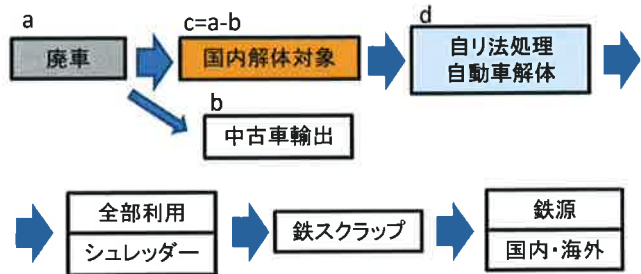 a
廃車
c=a-b
国内解体対象
b
中古車輸出
d
自リ法処理
自動車解体
全部利用
シュレッダー
鉄スクラップ
鉄源
国内・海外